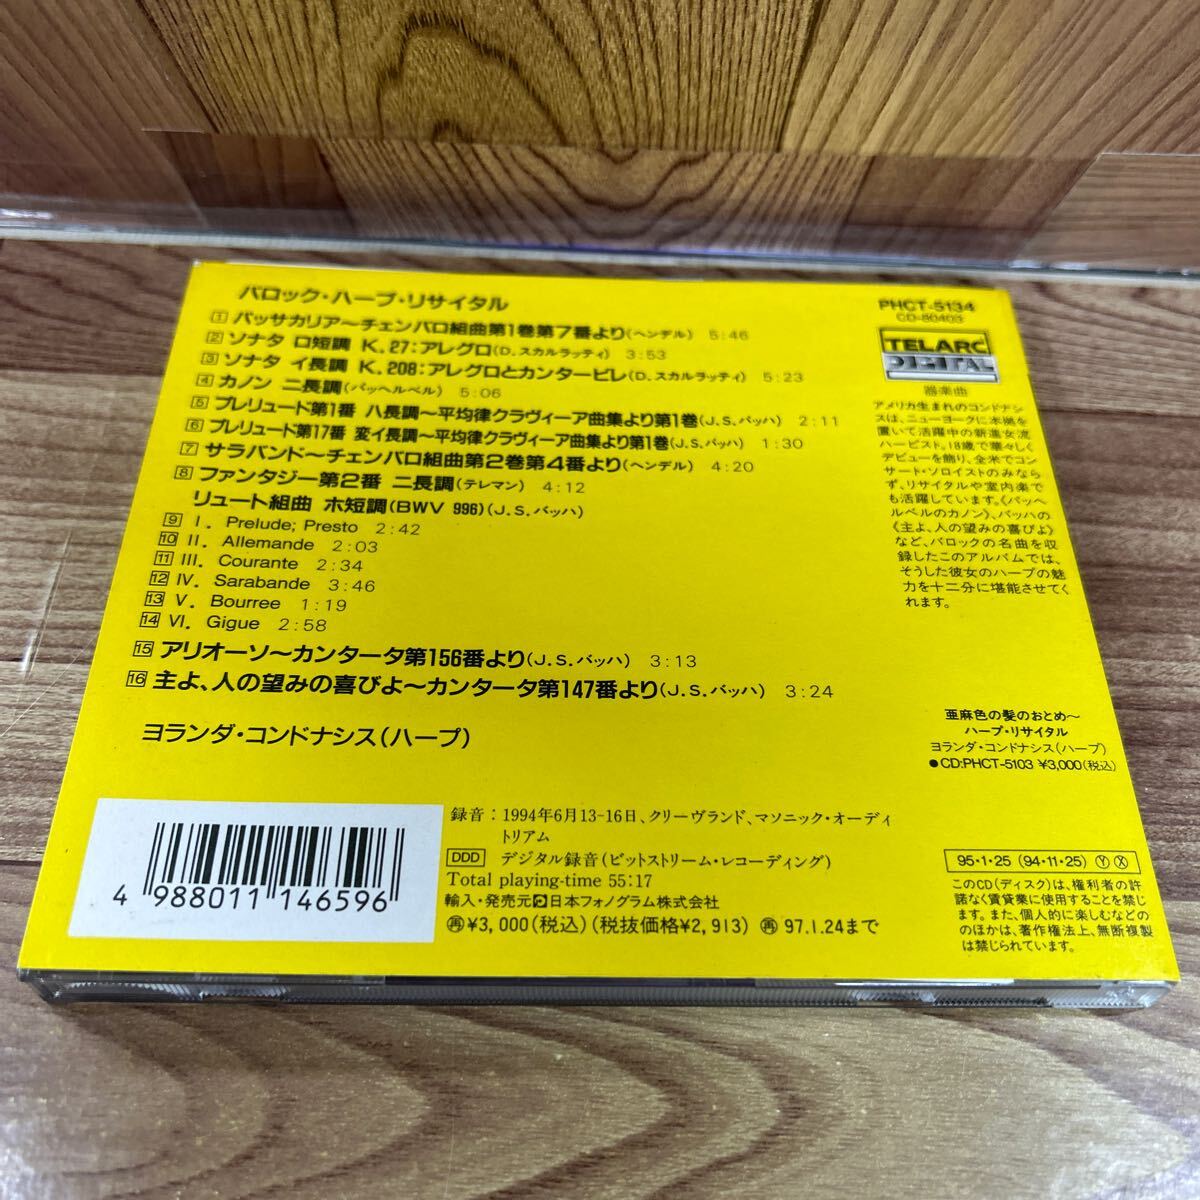 バロック・ハープ・リサイタル
1 パッサカリア〜チェンバロ組曲第1巻第7番より(ヘンデル) 5:46
2 ソナタ ロ短調 K.27:アレグロ(D.スカルラッティ) 3:53
3 ソナタ イ長調 K.208:アレグロとカンタービレ(D.スカルラッティ) 5:23
4 カノン ニ長調(パッヘルベル) 5:06
5 プレリュード第1番 ハ長調〜平均律クラヴィーア曲集より第1巻(J.S.バッハ) 2:11
6 プレリュード第17番 変イ長調〜平均律クラヴィーア曲集より第1巻(J.S.バッハ) 1:30
7 サラバンド〜チェンバロ組曲第2巻第4番より(ヘンデル) 4:20
8 ファンタジー第2番 ニ長調(テレマン) 4:12
リュート組曲 ホ短調(BWV 996)(J.S.バッハ)
9 I. Prelude; Presto 2:42
10 II. Allemande 2:03
11 III. Courante 2:34
12 IV. Sarabande 3:46
13 V. Bourree 1:19
14 VI. Gigue 2:58
15 アリオーソ〜カンタータ第156番より(J.S.バッハ) 3:13
16 主よ、人の望みの喜びよ〜カンタータ第147番より(J.S.バッハ) 3:24
ヨランダ・コンドナシス(ハープ)
PHCT-5134
CD-80403
TELARC
DIGITAL
器楽曲
アメリカ生まれのコンドナシ
スは、ニューヨークに本拠を
置いて活躍中の新進女流
ハーピスト。18歳で華々しく
デビューを飾り、全米でコン
サート・ソロイストのみなら
ず、リサイタルや室内楽で
も活躍しています。《パッヘ
ルベルのカノン》、バッハの
《主よ、人の望みの喜びよ》
など、バロックの名曲を収
録したこのアルバムでは、
そうした彼女のハープの魅
力を十二分に堪能させてく
れます。
亜麻色の髪のおとめ〜
ハープ・リサイタル
ヨランダ・コンドナシス(ハープ)
●CD:PHCT-5103 ¥3,000(税込)
4 988011 146596
録音：1994年6月13-16日、クリーヴランド、マソニック・オーディ
トリアム
DDD デジタル録音(ビットストリーム・レコーディング)
Total playing-time 55:17
輸入・発売元 日本フォノグラム株式会社
再¥3,000(税込)(税抜価格¥2,913) 再97.1.24まで
95・1・25 (94・11・25) Ⓨ Ⓧ
このCD(ディスク)は、権利者の許
諾なく賃貸業に使用することを禁じ
ます。また、個人的に楽しむなどの
のほかは、著作権法上、無断複製
は禁じられています。